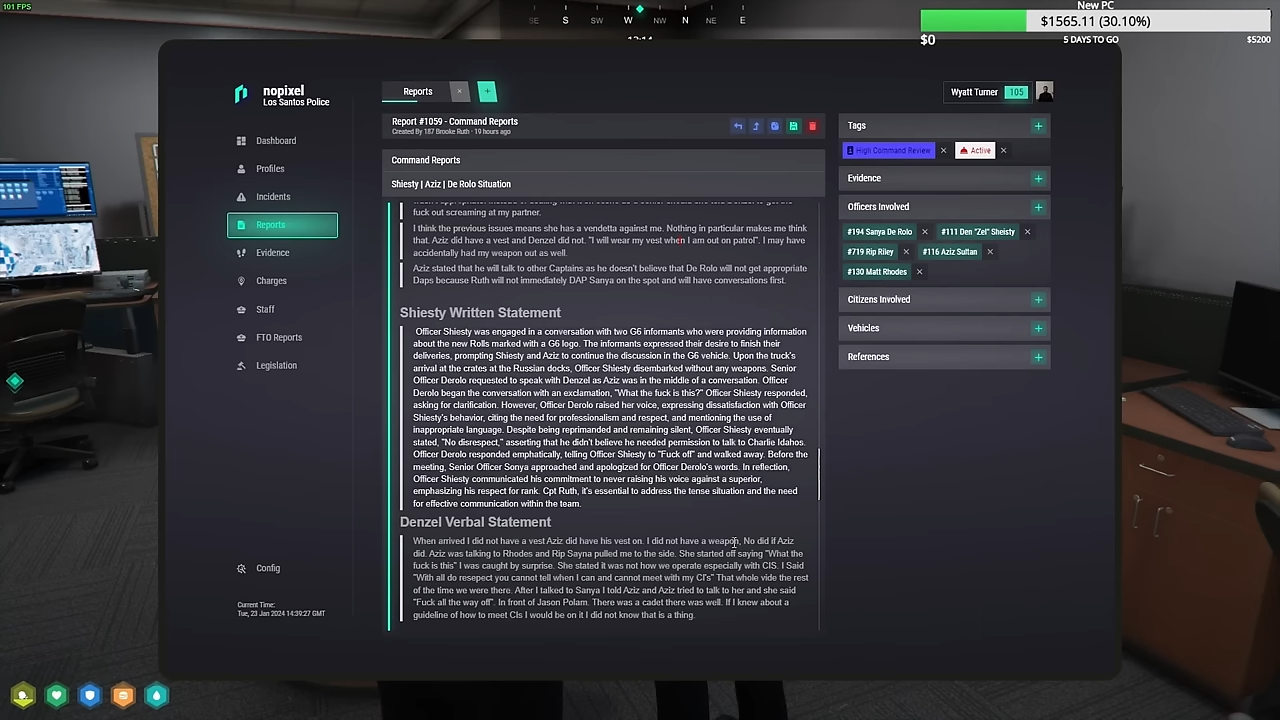 101 FPS
SE S SW W NW N NE E
New PC
$1565.11 (30.10%)
$0 5 DAYS TO GO $5200
nopixel
Los Santos Police
Reports × +
Wyatt Turner 105
Dashboard
Profiles
Incidents
Reports
Evidence
Charges
Staff
FTO Reports
Legislation
Config
Current Time:
Tue, 23 Jan 2024 14:39:27 GMT
Report #1059 - Command Reports
Created By 187 Brooke Ruth · 19 hours ago
Command Reports
Shiesty | Aziz | De Rolo Situation
fuck out screaming at my partner.
I think the previous issues means she has a vendetta against me. Nothing in particular makes me think
that. Aziz did have a vest and Denzel did not. "I will wear my vest when I am out on patrol". I may have
accidentally had my weapon out as well.
Aziz stated that he will talk to other Captains as he doesn't believe that De Rolo will not get appropriate
Daps because Ruth will not immediately DAP Sanya on the spot and will have conversations first.
Shiesty Written Statement
Officer Shiesty was engaged in a conversation with two G6 informants who were providing information
about the new Rolls marked with a G6 logo. The informants expressed their desire to finish their
deliveries, prompting Shiesty and Aziz to continue the discussion in the G6 vehicle. Upon the truck's
arrival at the crates at the Russian docks, Officer Shiesty disembarked without any weapons. Senior
Officer Derolo requested to speak with Denzel as Aziz was in the middle of a conversation. Officer
Derolo began the conversation with an exclamation, "What the fuck is this?" Officer Shiesty responded,
asking for clarification. However, Officer Derolo raised her voice, expressing dissatisfaction with Officer
Shiesty's behavior, citing the need for professionalism and respect, and mentioning the use of
inappropriate language. Despite being reprimanded and remaining silent, Officer Shiesty eventually
stated, "No disrespect," asserting that he didn't believe he needed permission to talk to Charlie Idahos.
Officer Derolo responded emphatically, telling Officer Shiesty to "Fuck off" and walked away. Before the
meeting, Senior Officer Sonya approached and apologized for Officer Derolo's words. In reflection,
Officer Shiesty communicated his commitment to never raising his voice against a superior,
emphasizing his respect for rank. Cpt Ruth, it's essential to address the tense situation and the need
for effective communication within the team.
Denzel Verbal Statement
When arrived I did not have a vest Aziz did have his vest on. I did not have a weapon, No did if Aziz
did. Aziz was talking to Rhodes and Rip Sayna pulled me to the side. She started off saying "What the
fuck is this" I was caught by surprise. She stated it was not how we operate especially with CIS. I Said
"With all do resepect you cannot tell when I can and cannot meet with my CI's" That whole vide the rest
of the time we were there. After I talked to Sanya I told Aziz and Aziz tried to talk to her and she said
"Fuck all the way off". In front of Jason Polam. There was a cadet there was well. If I knew about a
guideline of how to meet CIs I would be on it I did not know that is a thing.
Tags +
High Command Review × Active ×
Evidence +
Officers Involved +
#194 Sanya De Rolo × #111 Den "Zel" Sheisty ×
#719 Rip Riley × #116 Aziz Sultan ×
#130 Matt Rhodes ×
Citizens Involved +
Vehicles +
References +